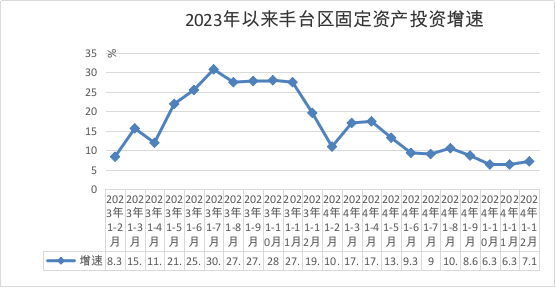 2023年以来丰台区固定资产投资增速
%
35
30
25
20
15
10
5
0
2023年1-2月
2023年1-3月
2023年1-4月
2023年1-5月
2023年1-6月
2023年1-7月
2023年1-8月
2023年1-9月
2023年1-10月
2023年1-11月
2023年1-12月
2024年1-2月
2024年1-3月
2024年1-4月
2024年1-5月
2024年1-6月
2024年1-7月
2024年1-8月
2024年1-9月
2024年1-10月
2024年1-11月
2024年1-12月
增速 8.3 15. 11. 21. 25. 30. 27. 27. 28 27. 19. 10. 17. 17. 13. 9.3 9 10. 8.6 6.3 6.3 7.1